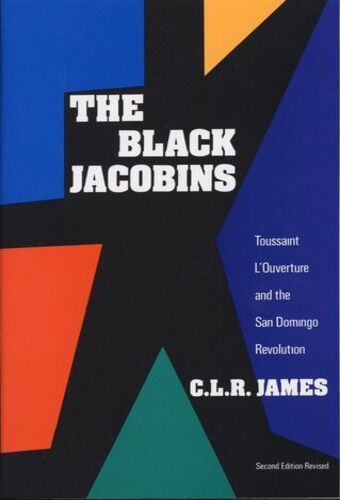 THE
BLACK
JACOBINS
Toussaint
L'Ouverture
and the
San Domingo
Revolution
C.L.R. JAMES
Second Edition Revised